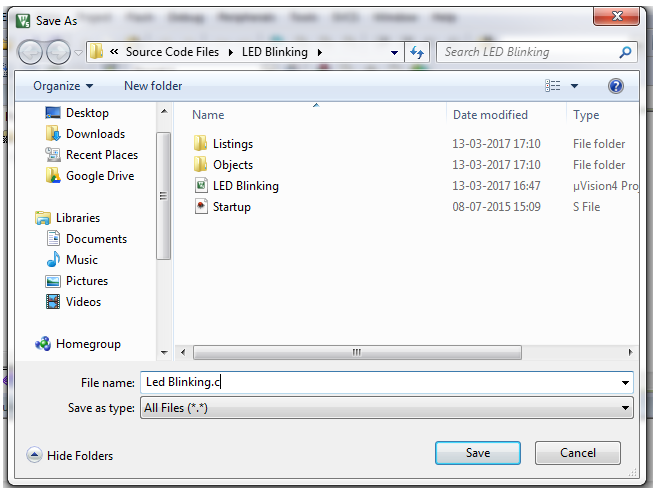 Save As
« Source Code Files LED Blinking Search LED Blinking
Organize New folder
Name Date modified Type
Desktop
Downloads
Recent Places
Google Drive
Libraries
Documents
Music
Pictures
Videos
Homegroup
Listings 13-03-2017 17:10 File folder
Objects 13-03-2017 17:10 File folder
LED Blinking 13-03-2017 16:47 µVision4 Proj
Startup 08-07-2015 15:09 S File
File name: Led Blinking.c
Save as type: All Files (*.*)
Hide Folders Save Cancel